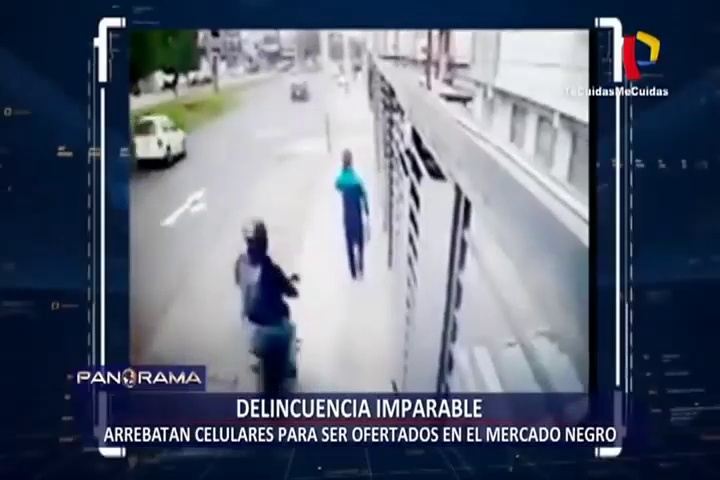 #TeCuidasMeCuidas
PANORAMA
DELINCUENCIA IMPARABLE
ARREBATAN CELULARES PARA SER OFERTADOS EN EL MERCADO NEGRO